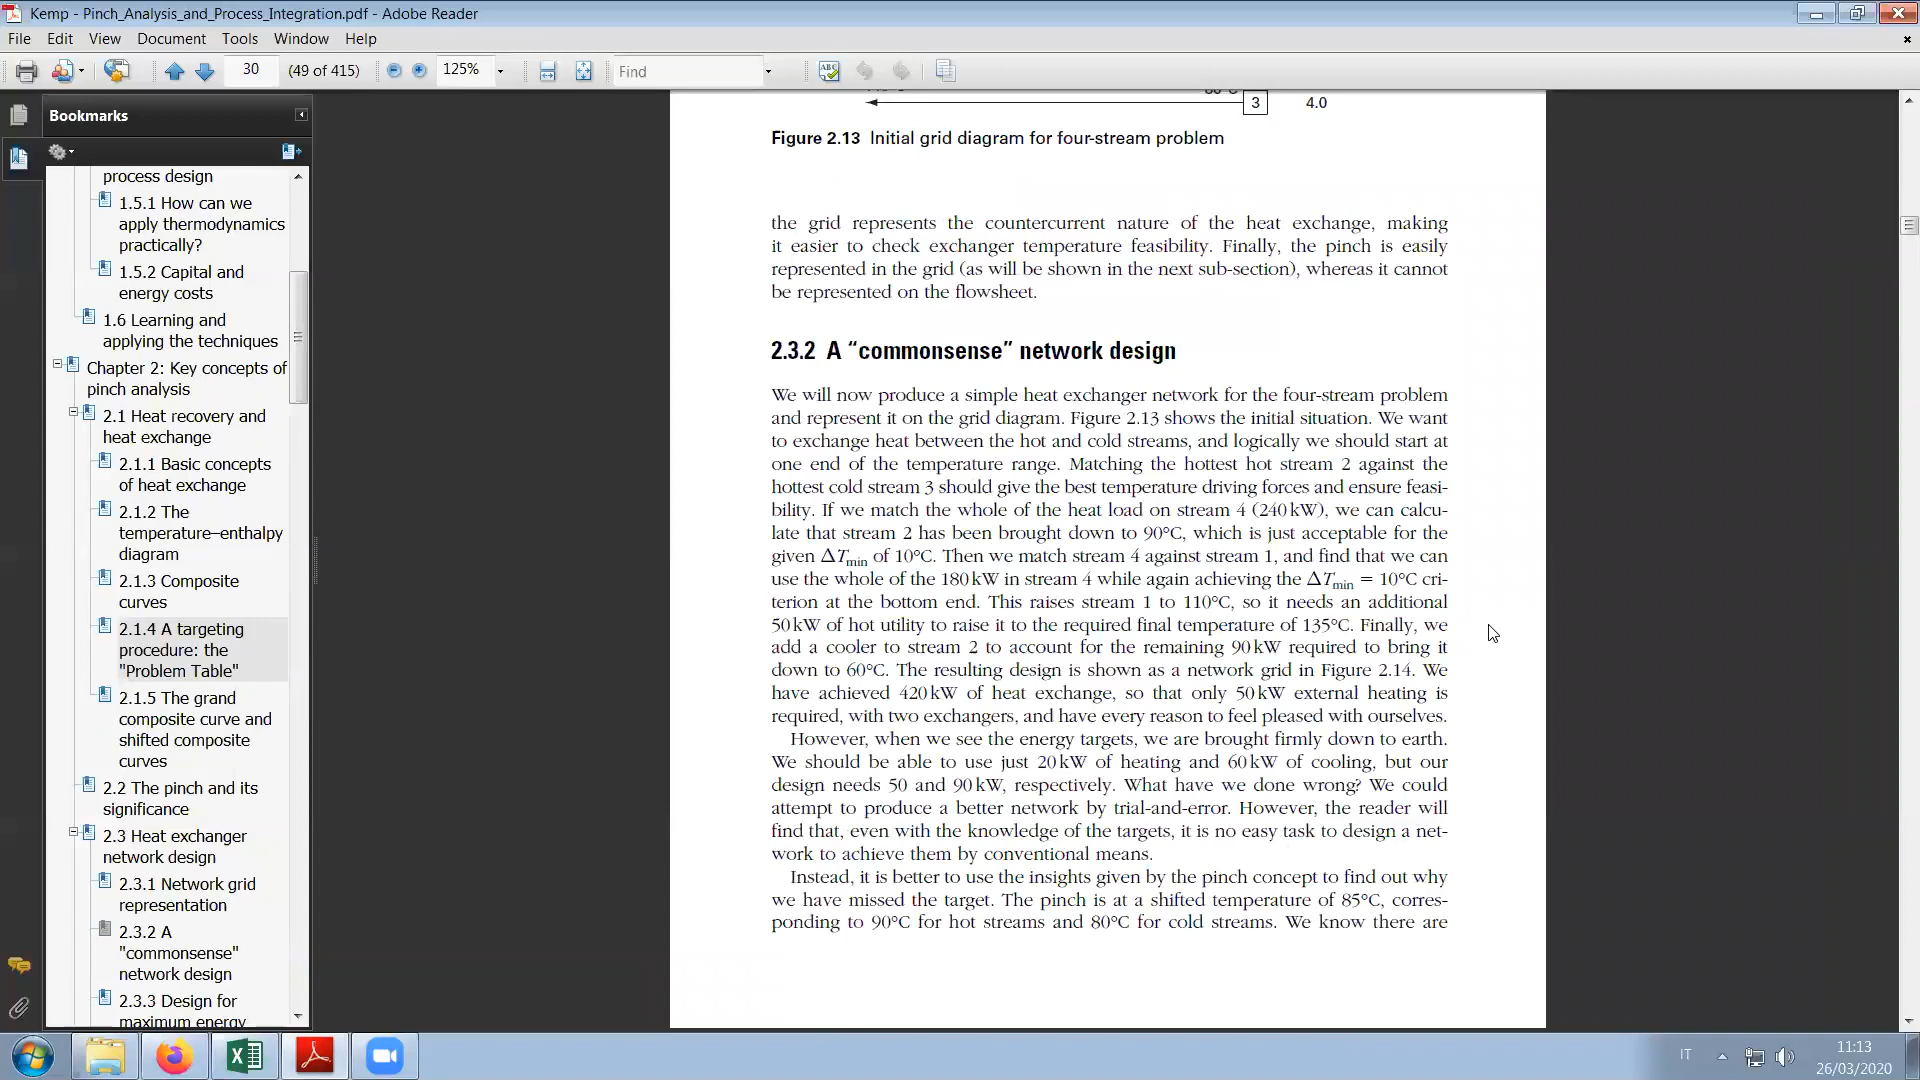 Kemp - Pinch_Analysis_and_Process_Integration.pdf - Adobe Reader
File Edit View Document Tools Window Help
30 (49 of 415) 125% Find
Bookmarks
process design
1.5.1 How can we
apply thermodynamics
practically?
1.5.2 Capital and
energy costs
1.6 Learning and
applying the techniques
Chapter 2: Key concepts of
pinch analysis
2.1 Heat recovery and
heat exchange
2.1.1 Basic concepts
of heat exchange
2.1.2 The
temperature–enthalpy
diagram
2.1.3 Composite
curves
2.1.4 A targeting
procedure: the
"Problem Table"
2.1.5 The grand
composite curve and
shifted composite
curves
2.2 The pinch and its
significance
2.3 Heat exchanger
network design
2.3.1 Network grid
representation
2.3.2 A
"commonsense"
network design
2.3.3 Design for
maximum energy
3 4.0
Figure 2.13 Initial grid diagram for four-stream problem
the grid represents the countercurrent nature of the heat exchange, making
it easier to check exchanger temperature feasibility. Finally, the pinch is easily
represented in the grid (as will be shown in the next sub-section), whereas it cannot
be represented on the flowsheet.
2.3.2 A “commonsense” network design
We will now produce a simple heat exchanger network for the four-stream problem
and represent it on the grid diagram. Figure 2.13 shows the initial situation. We want
to exchange heat between the hot and cold streams, and logically we should start at
one end of the temperature range. Matching the hottest hot stream 2 against the
hottest cold stream 3 should give the best temperature driving forces and ensure feasi-
bility. If we match the whole of the heat load on stream 4 (240 kW), we can calcu-
late that stream 2 has been brought down to 90°C, which is just acceptable for the
given ΔTmin of 10°C. Then we match stream 4 against stream 1, and find that we can
use the whole of the 180 kW in stream 4 while again achieving the ΔTmin = 10°C cri-
terion at the bottom end. This raises stream 1 to 110°C, so it needs an additional
50 kW of hot utility to raise it to the required final temperature of 135°C. Finally, we
add a cooler to stream 2 to account for the remaining 90 kW required to bring it
down to 60°C. The resulting design is shown as a network grid in Figure 2.14. We
have achieved 420 kW of heat exchange, so that only 50 kW external heating is
required, with two exchangers, and have every reason to feel pleased with ourselves.
However, when we see the energy targets, we are brought firmly down to earth.
We should be able to use just 20 kW of heating and 60 kW of cooling, but our
design needs 50 and 90 kW, respectively. What have we done wrong? We could
attempt to produce a better network by trial-and-error. However, the reader will
find that, even with the knowledge of the targets, it is no easy task to design a net-
work to achieve them by conventional means.
Instead, it is better to use the insights given by the pinch concept to find out why
we have missed the target. The pinch is at a shifted temperature of 85°C, corres-
ponding to 90°C for hot streams and 80°C for cold streams. We know there are
IT
11:13
26/03/2020